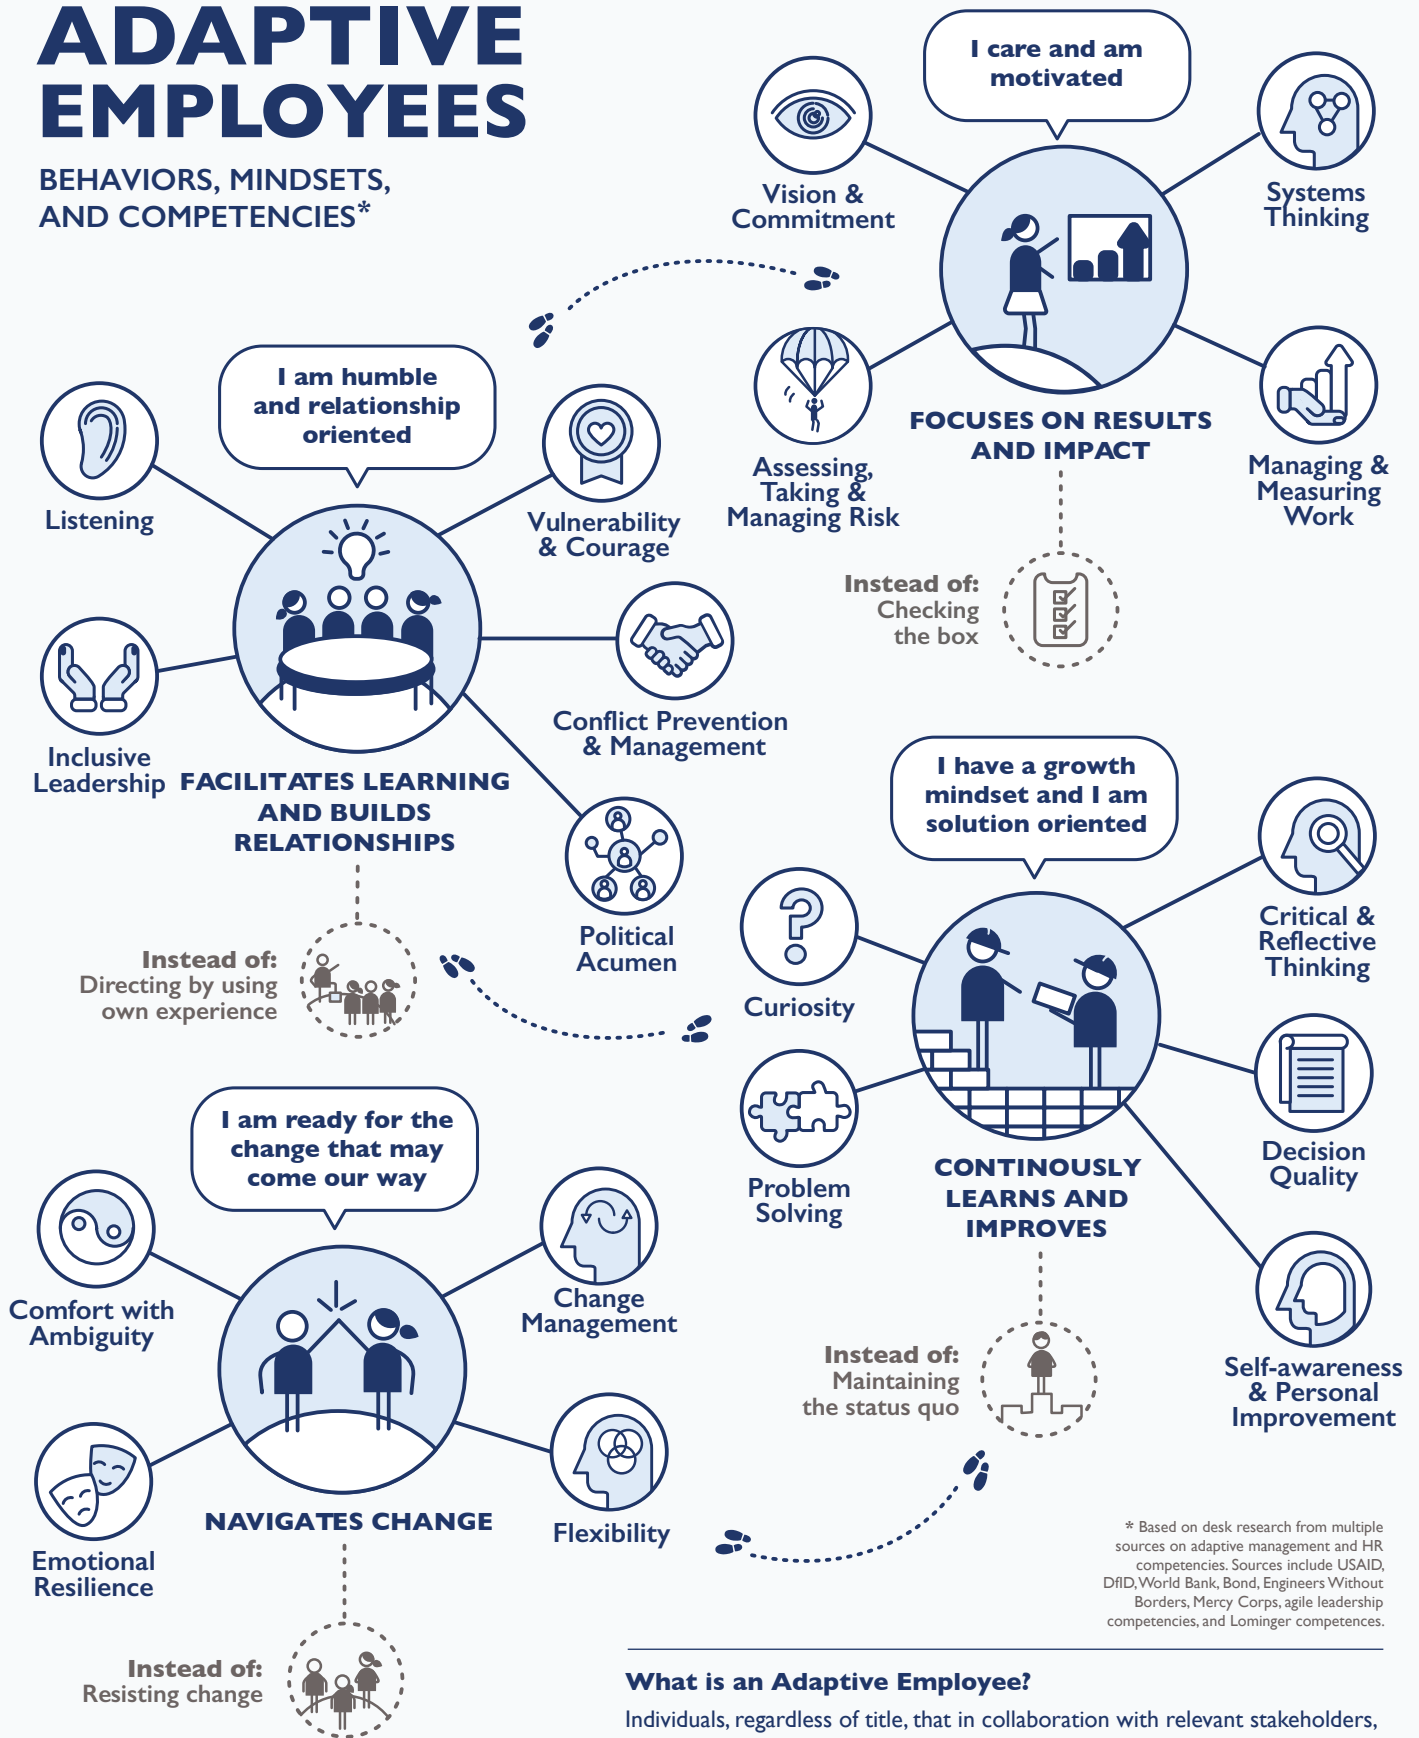 ADAPTIVE
EMPLOYEES
BEHAVIORS, MINDSETS,
AND COMPETENCIES*
I care and am
motivated
Vision &
Commitment
Systems
Thinking
Assessing,
Taking &
Managing Risk
FOCUSES ON RESULTS
AND IMPACT
Managing &
Measuring
Work
Instead of:
Checking
the box
I am humble
and relationship
oriented
Listening
Vulnerability
& Courage
Inclusive
Leadership
Conflict Prevention
& Management
FACILITATES LEARNING
AND BUILDS
RELATIONSHIPS
Political
Acumen
Instead of:
Directing by using
own experience
I have a growth
mindset and I am
solution oriented
Curiosity
Critical &
Reflective
Thinking
Problem
Solving
Decision
Quality
CONTINOUSLY
LEARNS AND
IMPROVES
Self-awareness
& Personal
Improvement
Instead of:
Maintaining
the status quo
I am ready for the
change that may
come our way
Comfort with
Ambiguity
Change
Management
Emotional
Resilience
NAVIGATES CHANGE
Flexibility
Instead of:
Resisting change
* Based on desk research from multiple
sources on adaptive management and HR
competencies. Sources include USAID,
DfID, World Bank, Bond, Engineers Without
Borders, Mercy Corps, agile leadership
competencies, and Lominger competences.
What is an Adaptive Employee?
Individuals, regardless of title, that in collaboration with relevant stakeholders,